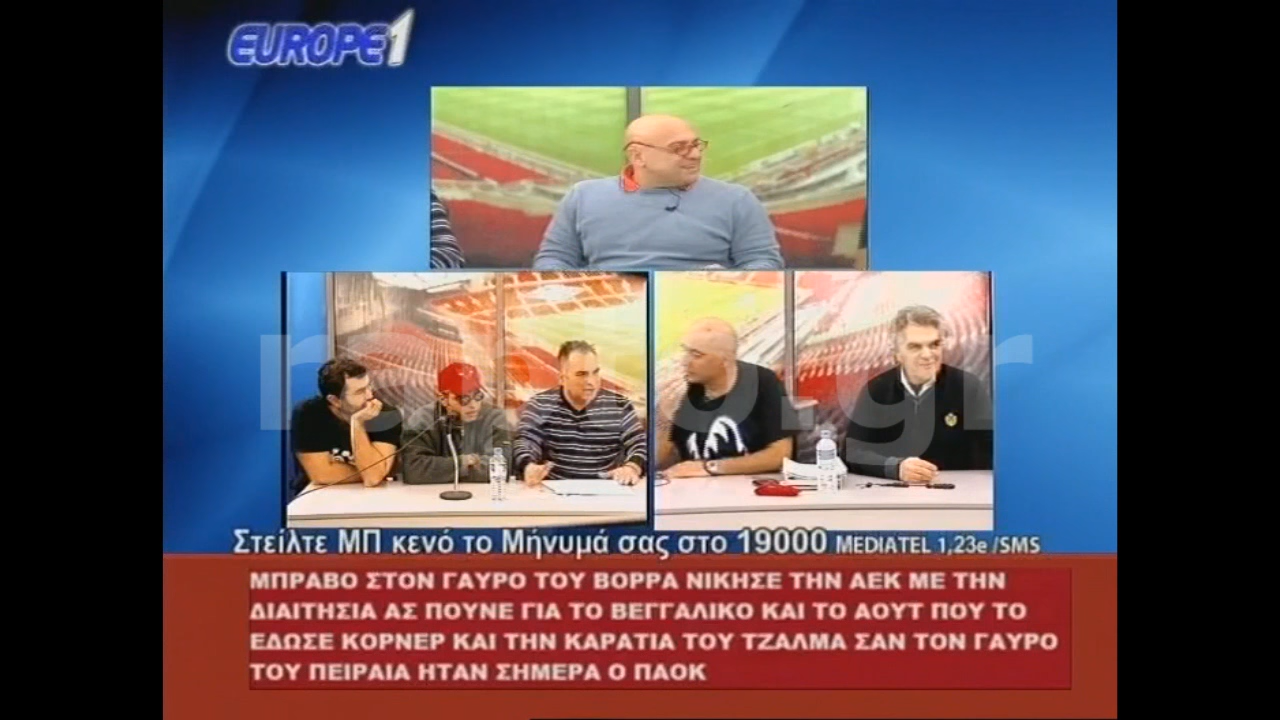 EUROPE1
rambo.gr
Στείλτε ΜΠ κενό το Μήνυμά σας στο 19000 MEDIATEL 1,23e /SMS
ΜΠΡΑΒΟ ΣΤΟΝ ΓΑΥΡΟ ΤΟΥ ΒΟΡΡΑ ΝΙΚΗΣΕ ΤΗΝ ΑΕΚ ΜΕ ΤΗΝ
ΔΙΑΙΤΗΣΙΑ ΑΣ ΠΟΥΝΕ ΓΙΑ ΤΟ ΒΕΓΓΑΛΙΚΟ ΚΑΙ ΤΟ ΑΟΥΤ ΠΟΥ ΤΟ
ΕΔΩΣΕ ΚΟΡΝΕΡ ΚΑΙ ΤΗΝ ΚΑΡΑΤΙΑ ΤΟΥ ΤΖΑΛΜΑ ΣΑΝ ΤΟΝ ΓΑΥΡΟ
ΤΟΥ ΠΕΙΡΑΙΑ ΗΤΑΝ ΣΗΜΕΡΑ Ο ΠΑΟΚ